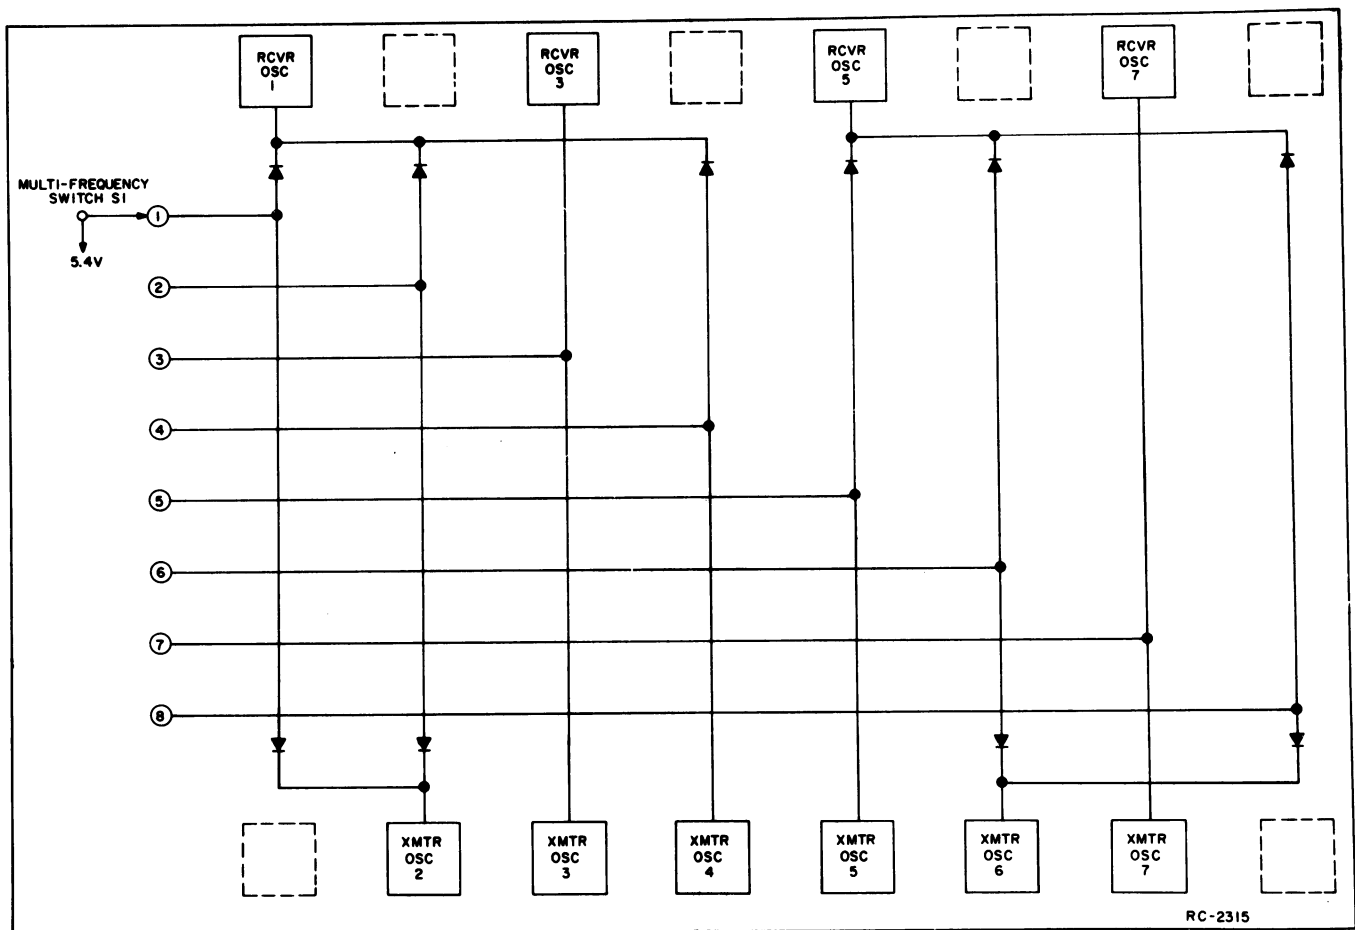 RCVR
OSC
1
RCVR
OSC
3
RCVR
OSC
5
RCVR
OSC
7
MULTI-FREQUENCY
SWITCH S1
5.4V
1
2
3
4
5
6
7
8
XMTR
OSC
2
XMTR
OSC
3
XMTR
OSC
4
XMTR
OSC
5
XMTR
OSC
6
XMTR
OSC
7
RC-2315